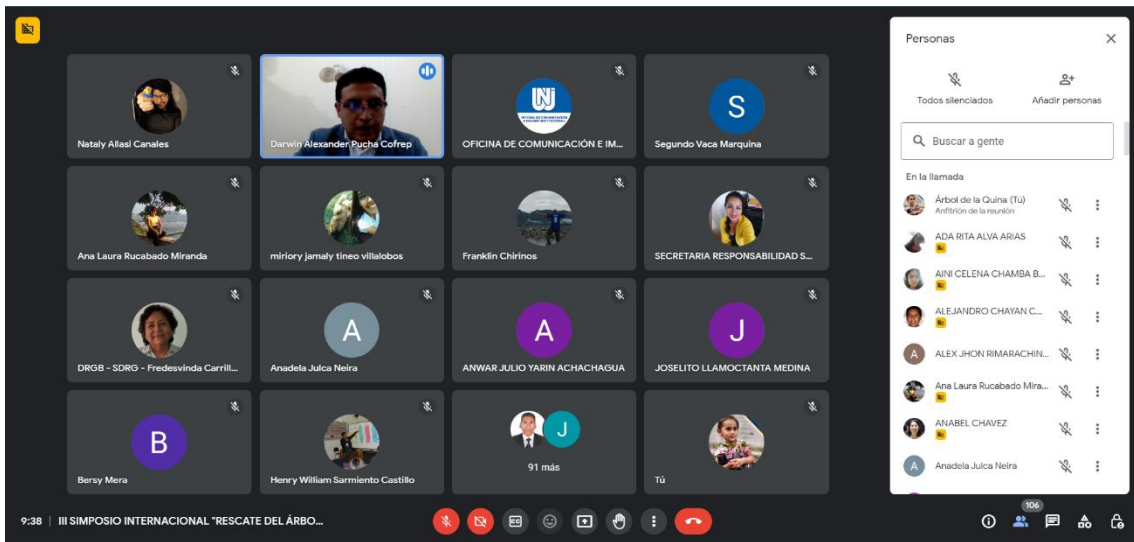 Nataly Allasi Canales
Darwin Alexander Pucha Cofrep
UNJ
OFICINA DE COMUNICACIÓN E IM...
S
Segundo Vaca Marquina
Ana Laura Rucabado Miranda
miriory jamaly tineo villalobos
Franklin Chirinos
SECRETARIA RESPONSABILIDAD S...
DRGB - SDRG - Fredesvinda Carrill...
A
Anadela Julca Neira
A
ANWAR JULIO YARIN ACHACHAGUA
J
JOSELITO LLAMOCTANTA MEDINA
B
Bersy Mera
Henry William Sarmiento Castillo
J
91 más
Tú
Personas
Todos silenciados
Añadir personas
Buscar a gente
En la llamada
Árbol de la Quina (Tú)
Anfitrión de la reunión
ADA RITA ALVA ARIAS
AINI CELENA CHAMBA B...
ALEJANDRO CHAYAN C...
A
ALEX JHON RIMARACHIN...
Ana Laura Rucabado Mira...
ANABEL CHAVEZ
A
Anadela Julca Neira
9:38 | III SIMPOSIO INTERNACIONAL "RESCATE DEL ÁRBO...
CC
106